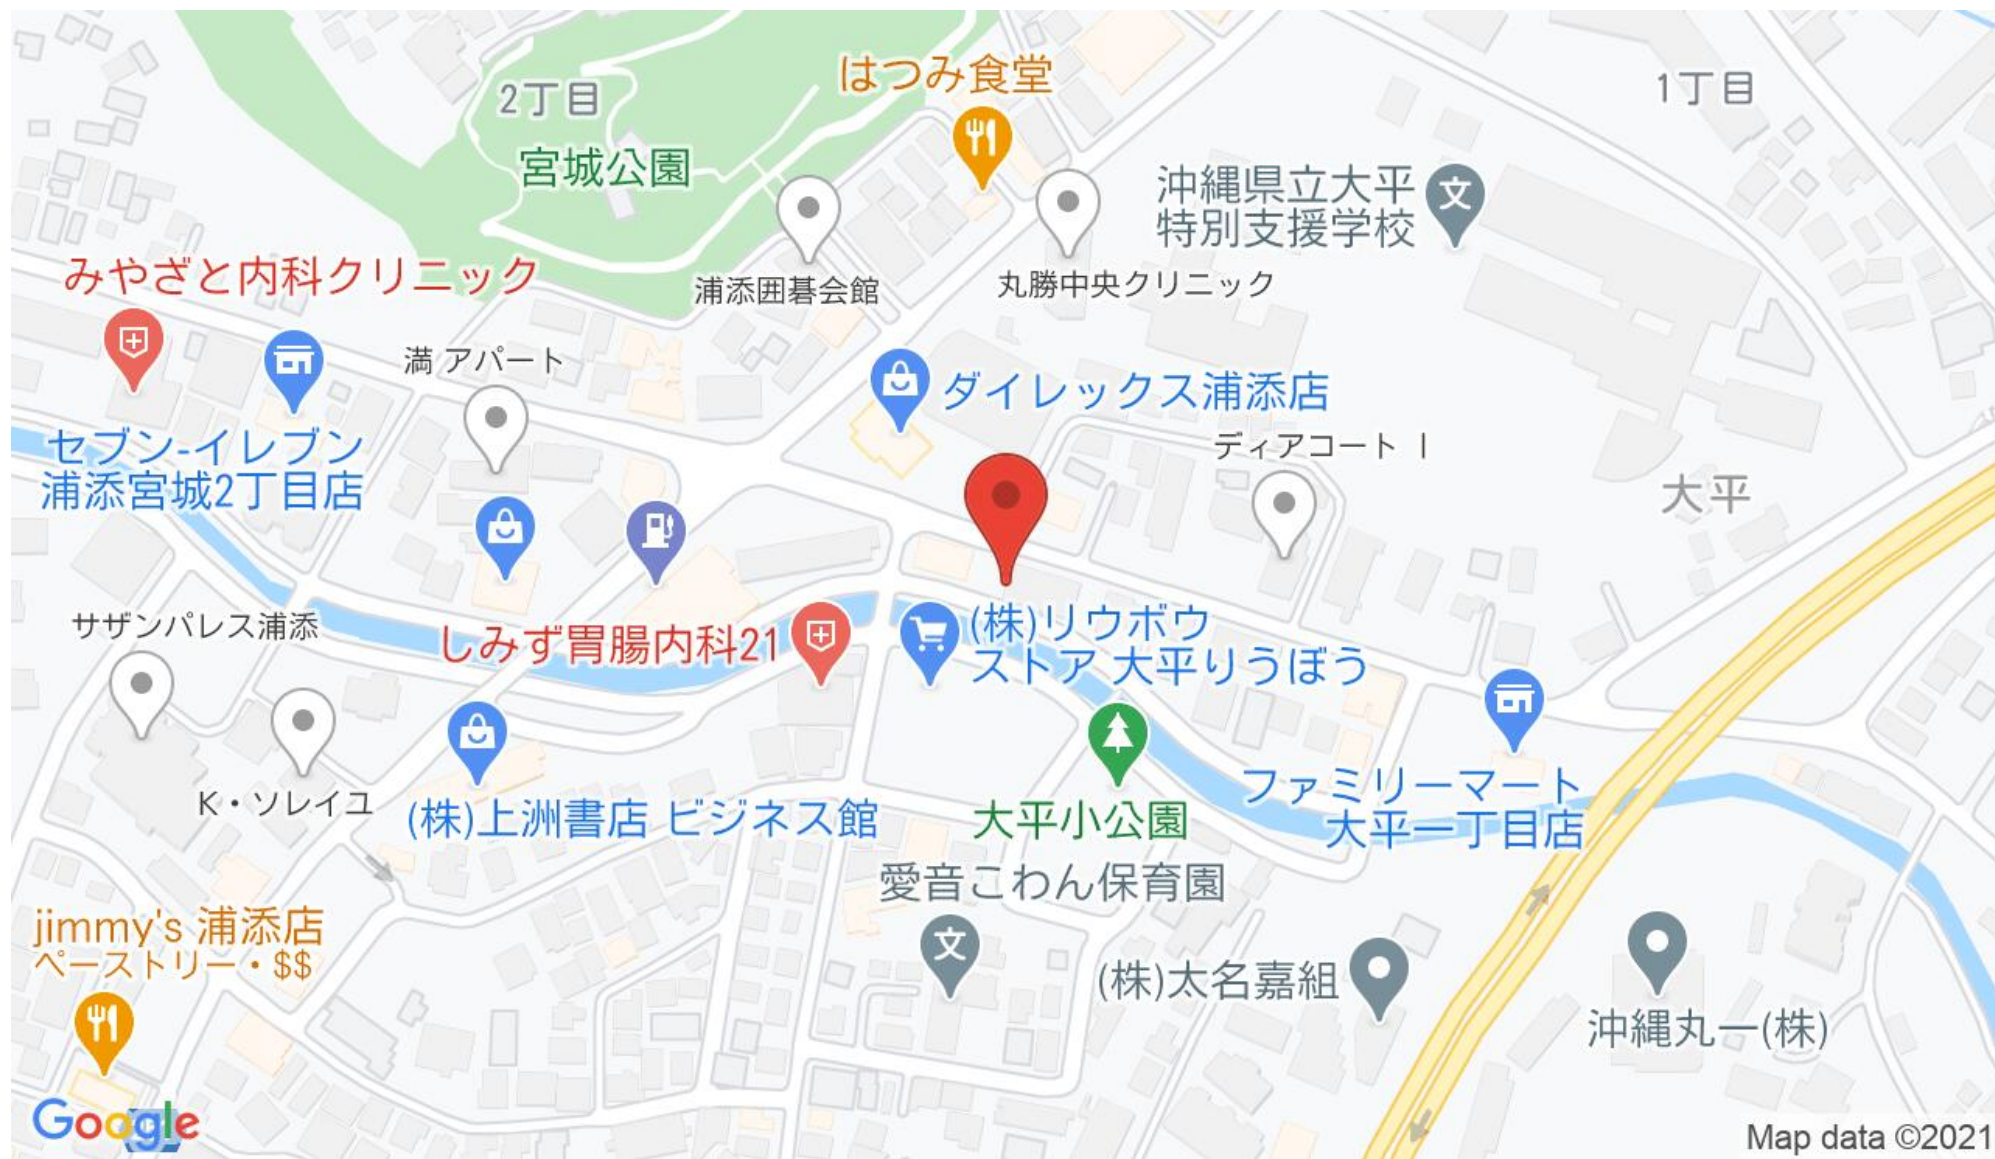 はつみ食堂
2丁目
1丁目
宮城公園
沖縄県立大平
特別支援学校
みやざと内科クリニック
浦添囲碁会館
丸勝中央クリニック
満 アパート
ダイレックス浦添店
セブン-イレブン
浦添宮城2丁目店
ディアコート Ⅰ
大平
サザンパレス浦添
しみず胃腸内科21
(株)リウボウ
ストア 大平りうぼう
K・ソレイユ
(株)上洲書店 ビジネス館
大平小公園
ファミリーマート
大平一丁目店
愛音こわん保育園
jimmy's 浦添店
ペーストリー・$$
(株)太名嘉組
沖縄丸一(株)
Google
Map data ©2021